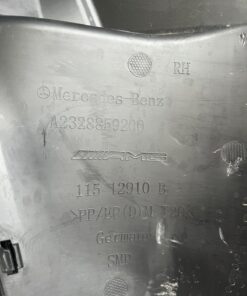 RH
Mercedes Benz
A2328859200
AMG
115 12910 B
Germany
SMP